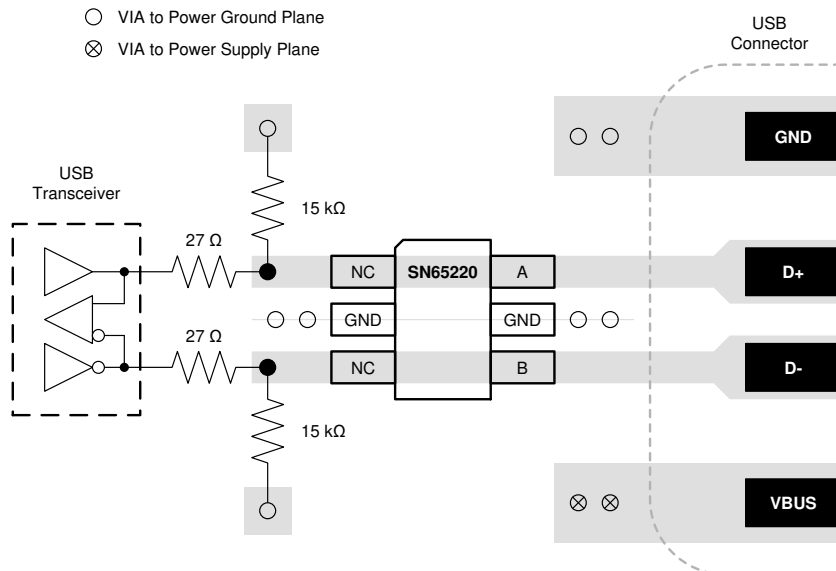 VIA to Power Ground Plane
VIA to Power Supply Plane
USB
Connector
GND
USB
Transceiver
15 kΩ
27 Ω
NC
SN65220
A
D+
GND
GND
27 Ω
NC
B
D-
15 kΩ
VBUS